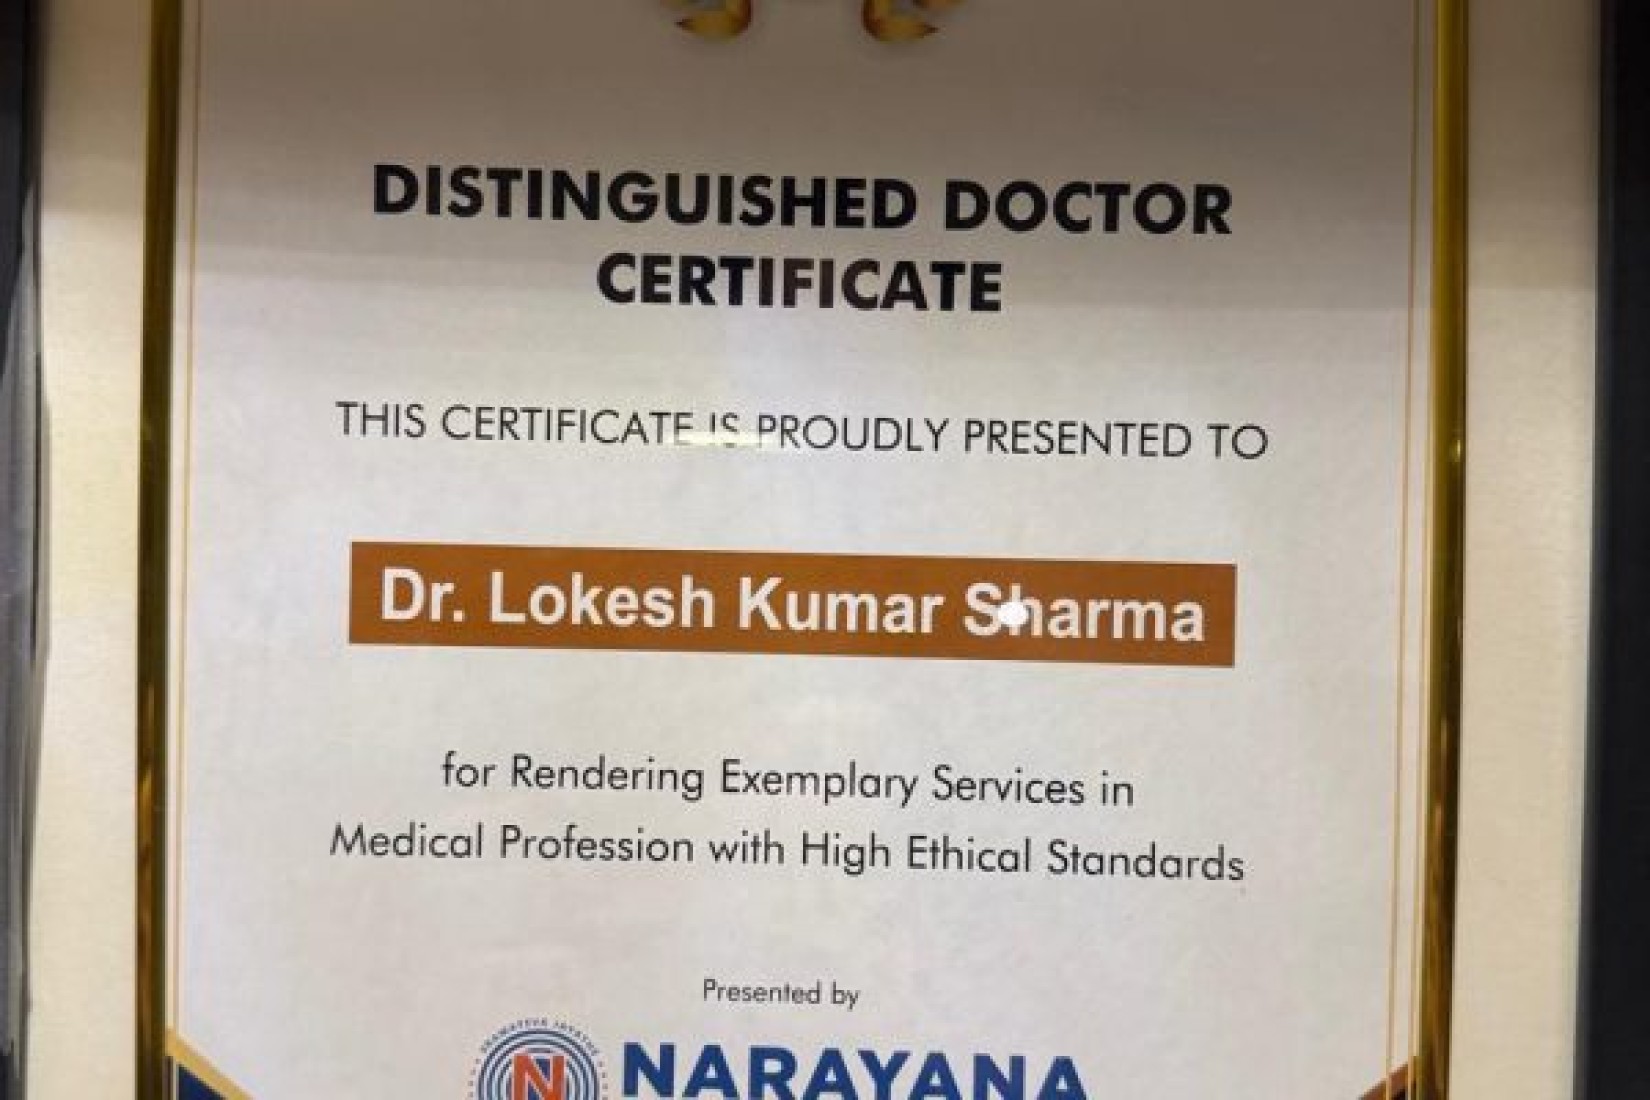 DISTINGUISHED DOCTOR
CERTIFICATE
THIS CERTIFICATE IS PROUDLY PRESENTED TO
Dr. Lokesh Kumar Sharma
for Rendering Exemplary Services in
Medical Profession with High Ethical Standards
Presented by
N
NARAYANA